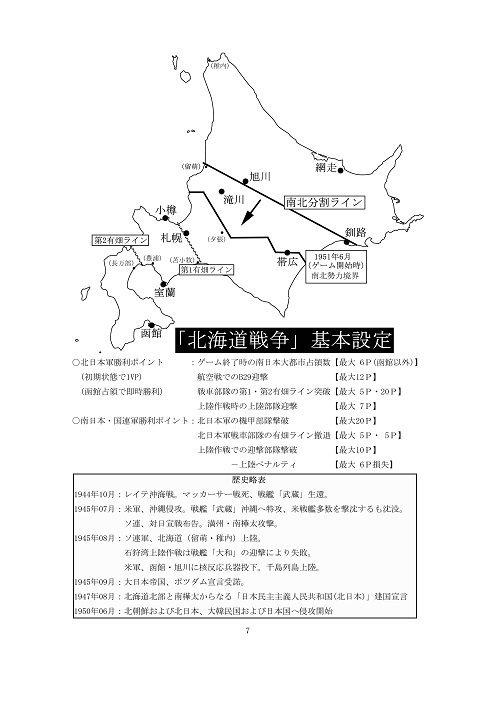 (稚内)
(留萌)
旭川
網走
滝川
南北分割ライン
小樽
釧路
札幌
(夕張)
第2有畑ライン
(長万部)
(豊浦)
(苫小牧)
第1有畑ライン
帯広
1951年6月
(ゲーム開始時)
南北勢力境界
室蘭
函館
「北海道戦争」基本設定
○北日本軍勝利ポイント　：ゲーム終了時の南日本大都市占領数【最大 6P(函館以外)】
(初期状態で1VP)　航空戦でのB29迎撃　【最大12P】
(函館占領で即時勝利)　戦車部隊の第1・第2有畑ライン突破【最大 5P・20P】
上陸作戦時の上陸部隊迎撃　【最大 7P】
○南日本・国連軍勝利ポイント：北日本軍の機甲部隊撃破　【最大20P】
北日本軍戦車部隊の有畑ライン撤退【最大 5P・ 5P】
上陸作戦での迎撃部隊撃破　【最大10P】
－上陸ペナルティ　【最大 6P損失】
歴史略表
1944年10月：レイテ沖海戦。マッカーサー戦死、戦艦「武蔵」生還。
1945年07月：米軍、沖縄侵攻。戦艦「武蔵」沖縄へ特攻、米戦艦多数を撃沈するも沈没。
ソ連、対日宣戦布告。満州・南樺太攻撃。
1945年08月：ソ連軍、北海道（留萌・稚内）上陸。
石狩湾上陸作戦は戦艦「大和」の迎撃により失敗。
米軍、函館・旭川に核反応兵器投下。千島列島上陸。
1945年09月：大日本帝国、ポツダム宣言受諾。
1947年08月：北海道北部と南樺太からなる「日本民主主義人民共和国(北日本)」建国宣言
1950年06月：北朝鮮および北日本、大韓民国および日本国へ侵攻開始
7